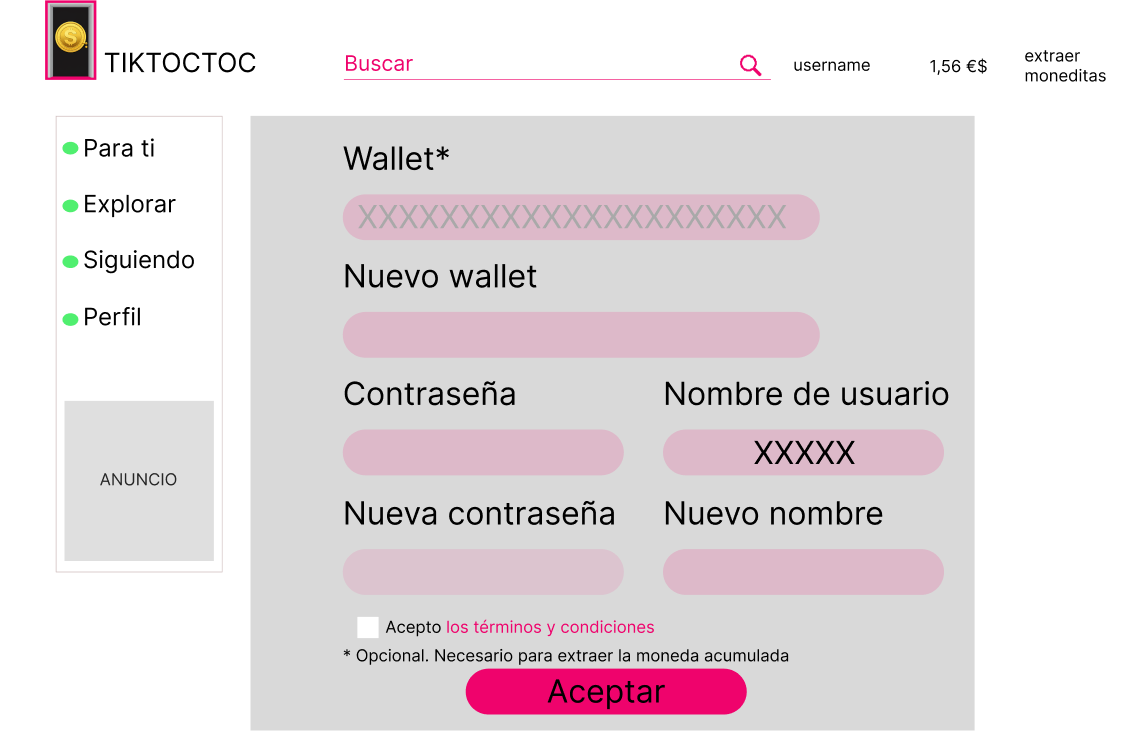 TIKTOCTOC
Buscar
username
1,56 €$
extraer
moneditas
Para ti
Explorar
Siguiendo
Perfil
ANUNCIO
Wallet*
XXXXXXXXXXXXXXXXXXXXX
Nuevo wallet
Contraseña
Nombre de usuario
XXXXX
Nueva contraseña
Nuevo nombre
Acepto los términos y condiciones
* Opcional. Necesario para extraer la moneda acumulada
Aceptar